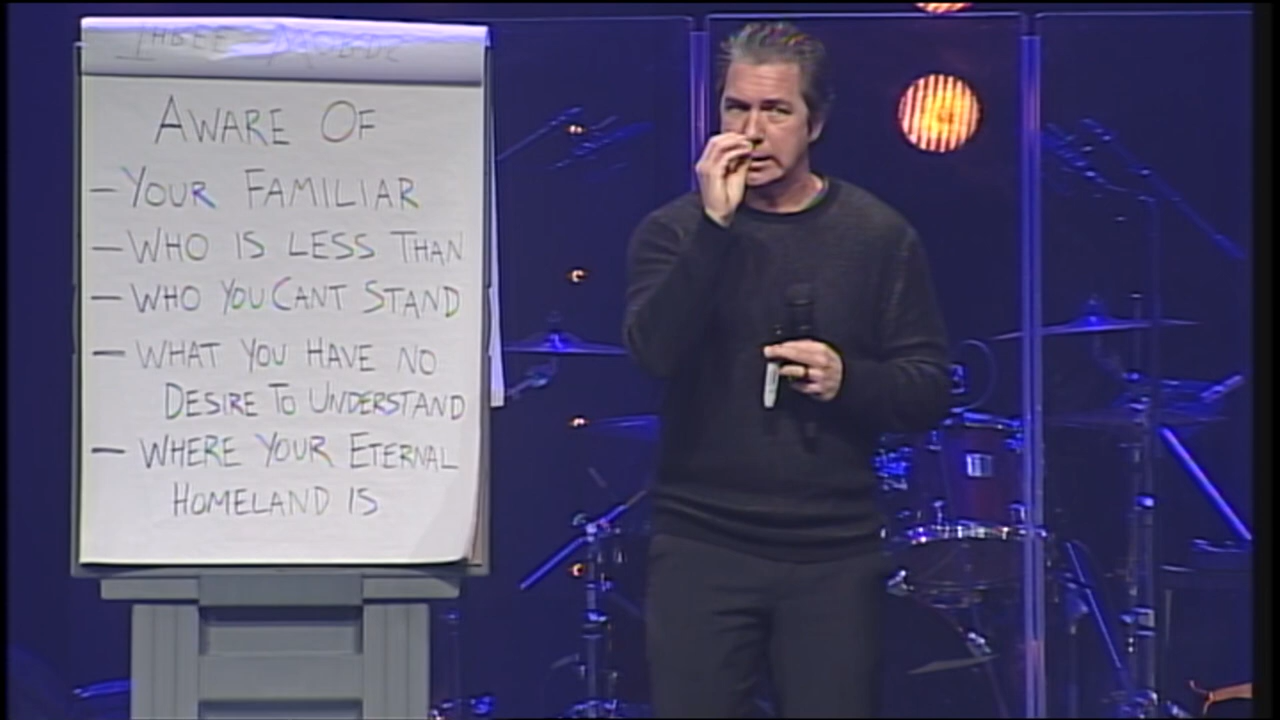 AWARE OF
– YOUR FAMILIAR
– WHO IS LESS THAN
– WHO YOU CANT STAND
– WHAT YOU HAVE NO
DESIRE TO UNDERSTAND
– WHERE YOUR ETERNAL
HOMELAND IS